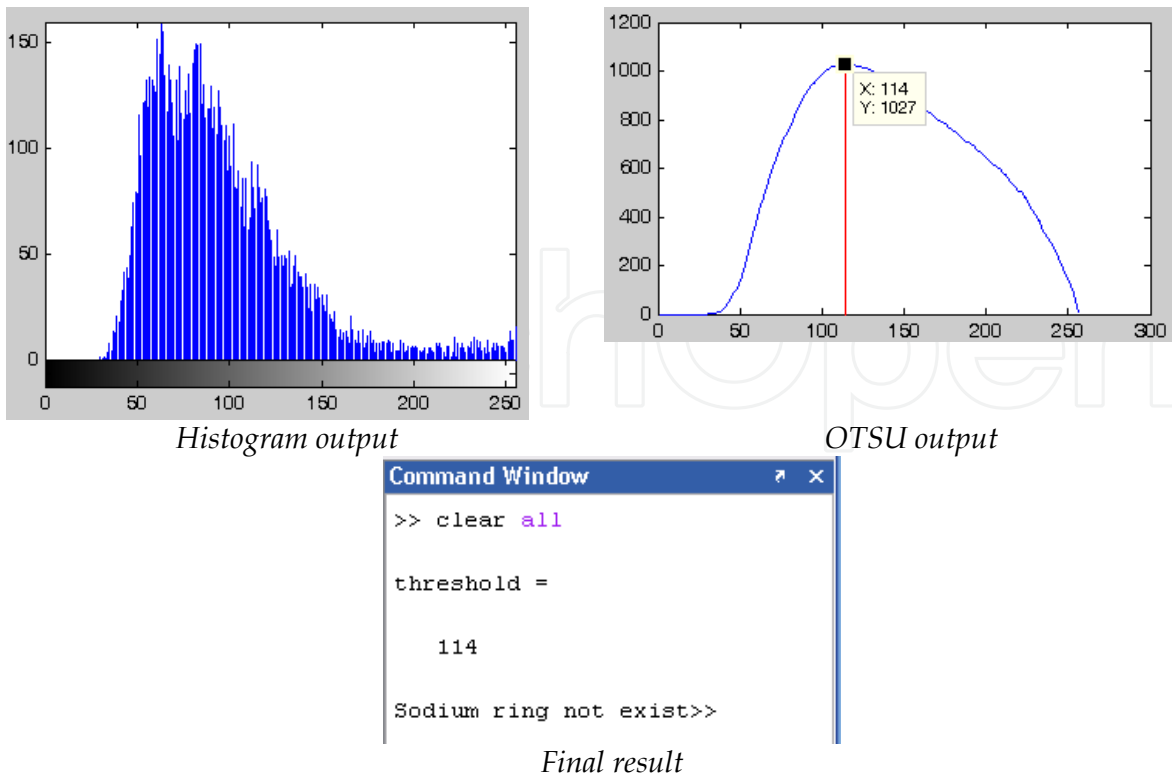 150
100
50
0
0 50 100 150 200 250
Histogram output
1200
1000
800
600
400
200
0
0 50 100 150 200 250 300
X: 114
Y: 1027
OTSU output
Command Window
>> clear all
threshold =
114
Sodium ring not exist>>
Final result